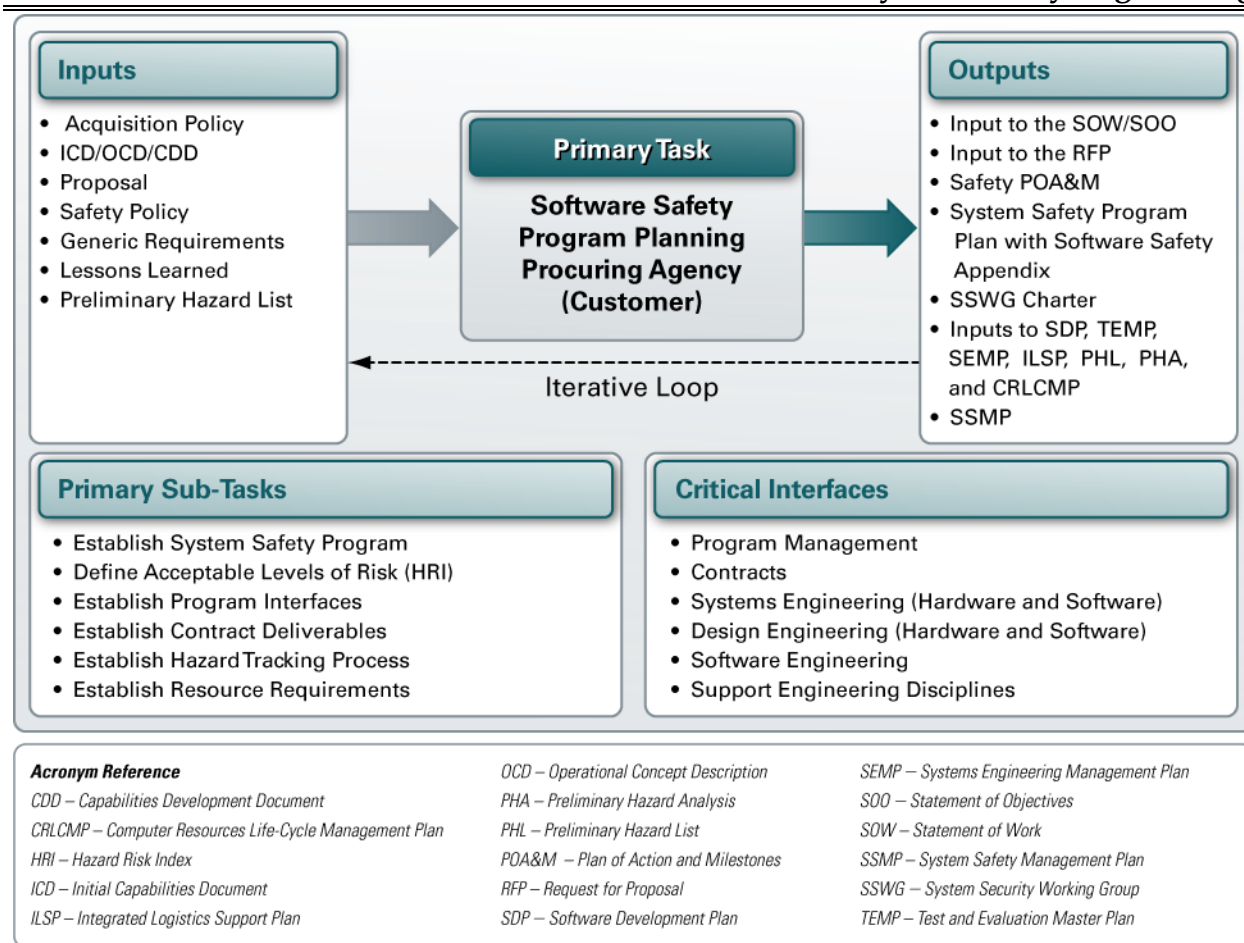 Inputs
• Acquisition Policy
• ICD/OCD/CDD
• Proposal
• Safety Policy
• Generic Requirements
• Lessons Learned
• Preliminary Hazard List
Primary Task
Software Safety
Program Planning
Procuring Agency
(Customer)
Outputs
• Input to the SOW/SOO
• Input to the RFP
• Safety POA&M
• System Safety Program
Plan with Software Safety
Appendix
• SSWG Charter
• Inputs to SDP, TEMP,
SEMP, ILSP, PHL, PHA,
and CRLCMP
• SSMP
Iterative Loop
Primary Sub-Tasks
• Establish System Safety Program
• Define Acceptable Levels of Risk (HRI)
• Establish Program Interfaces
• Establish Contract Deliverables
• Establish Hazard Tracking Process
• Establish Resource Requirements
Critical Interfaces
• Program Management
• Contracts
• Systems Engineering (Hardware and Software)
• Design Engineering (Hardware and Software)
• Software Engineering
• Support Engineering Disciplines
Acronym Reference
CDD – Capabilities Development Document
CRLCMP – Computer Resources Life-Cycle Management Plan
HRI – Hazard Risk Index
ICD – Initial Capabilities Document
ILSP – Integrated Logistics Support Plan
OCD – Operational Concept Description
PHA – Preliminary Hazard Analysis
PHL – Preliminary Hazard List
POA&M – Plan of Action and Milestones
RFP – Request for Proposal
SDP – Software Development Plan
SEMP – Systems Engineering Management Plan
SOO – Statement of Objectives
SOW – Statement of Work
SSMP – System Safety Management Plan
SSWG – System Security Working Group
TEMP – Test and Evaluation Master Plan